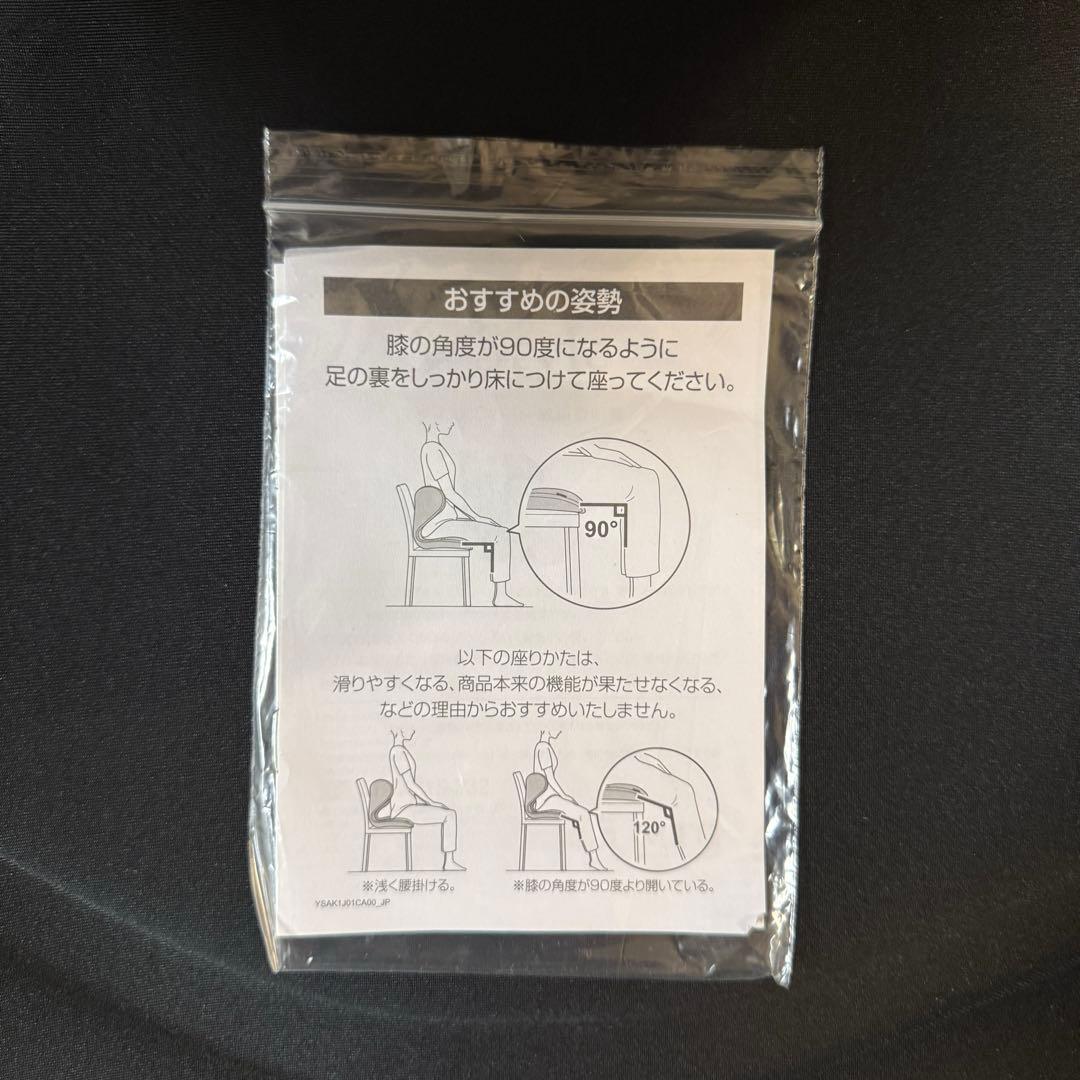 おすすめの姿勢
膝の角度が90度になるように
足の裏をしっかり床につけて座ってください。
90°
以下の座りかたは、
滑りやすくなる、商品本来の機能が果たせなくなる、
などの理由からおすすめいたしません。
120°
※浅く腰掛ける。
※膝の角度が90度より開いている。
YSAK1J01CA00_JP